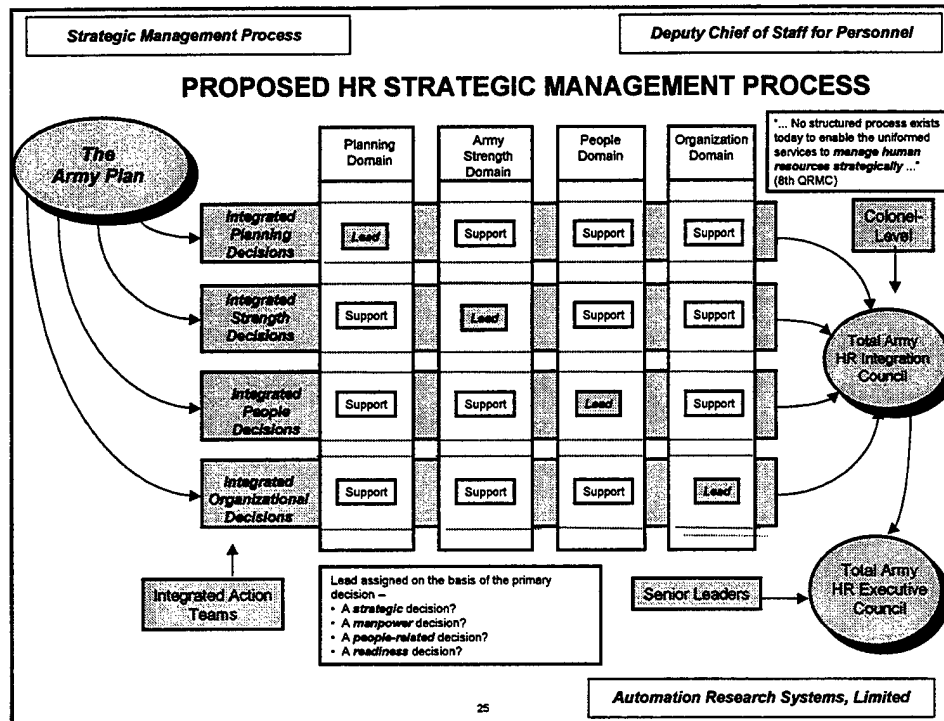 Strategic Management Process
Deputy Chief of Staff for Personnel
PROPOSED HR STRATEGIC MANAGEMENT PROCESS
The
Army Plan
Planning
Domain
Army
Strength
Domain
People
Domain
Organization
Domain
"... No structured process exists
today to enable the uniformed
services to manage human
resources strategically ..."
(8th QRMC)
Integrated
Planning
Decisions
Lead
Support
Support
Support
Colonel-
Level
Integrated
Strength
Decisions
Support
Lead
Support
Support
Total Army
HR Integration
Council
Integrated
People
Decisions
Support
Support
Lead
Support
Integrated
Organizational
Decisions
Support
Support
Support
Lead
Integrated Action
Teams
Lead assigned on the basis of the primary
decision –
• A strategic decision?
• A manpower decision?
• A people-related decision?
• A readiness decision?
Senior Leaders
Total Army
HR Executive
Council
25
Automation Research Systems, Limited